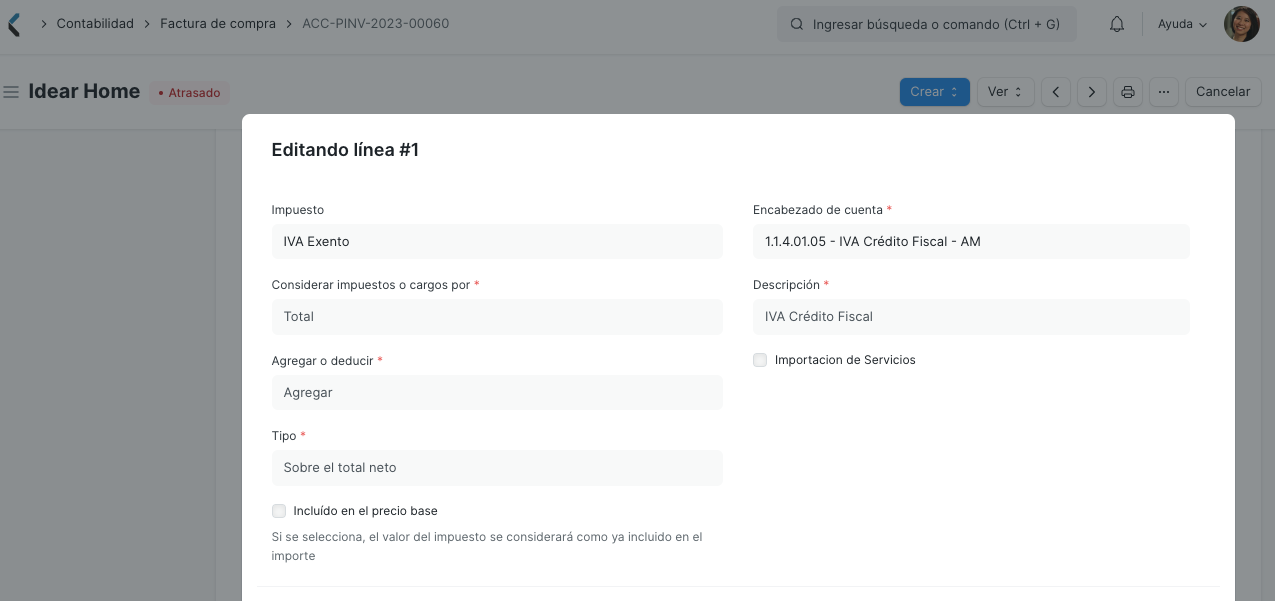 Contabilidad
Factura de compra
ACC-PINV-2023-00060
Ingresar búsqueda o comando (Ctrl + G)
Ayuda
Idear Home
Atrasado
Crear
Ver
Cancelar
Editando línea #1
Impuesto
IVA Exento
Encabezado de cuenta *
1.1.4.01.05 - IVA Crédito Fiscal - AM
Considerar impuestos o cargos por *
Total
Descripción *
IVA Crédito Fiscal
Agregar o deducir *
Agregar
Importacion de Servicios
Tipo *
Sobre el total neto
Incluído en el precio base
Si se selecciona, el valor del impuesto se considerará como ya incluido en el
importe